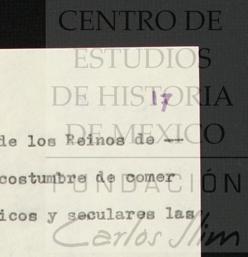 CENTRO DE
ESTUDIOS
DE HISTORIA
17
DE MEXICO
de los Reinos de --
costumbre de comer
FUNDACIÓN
icos y seculares las
Carlos Slim